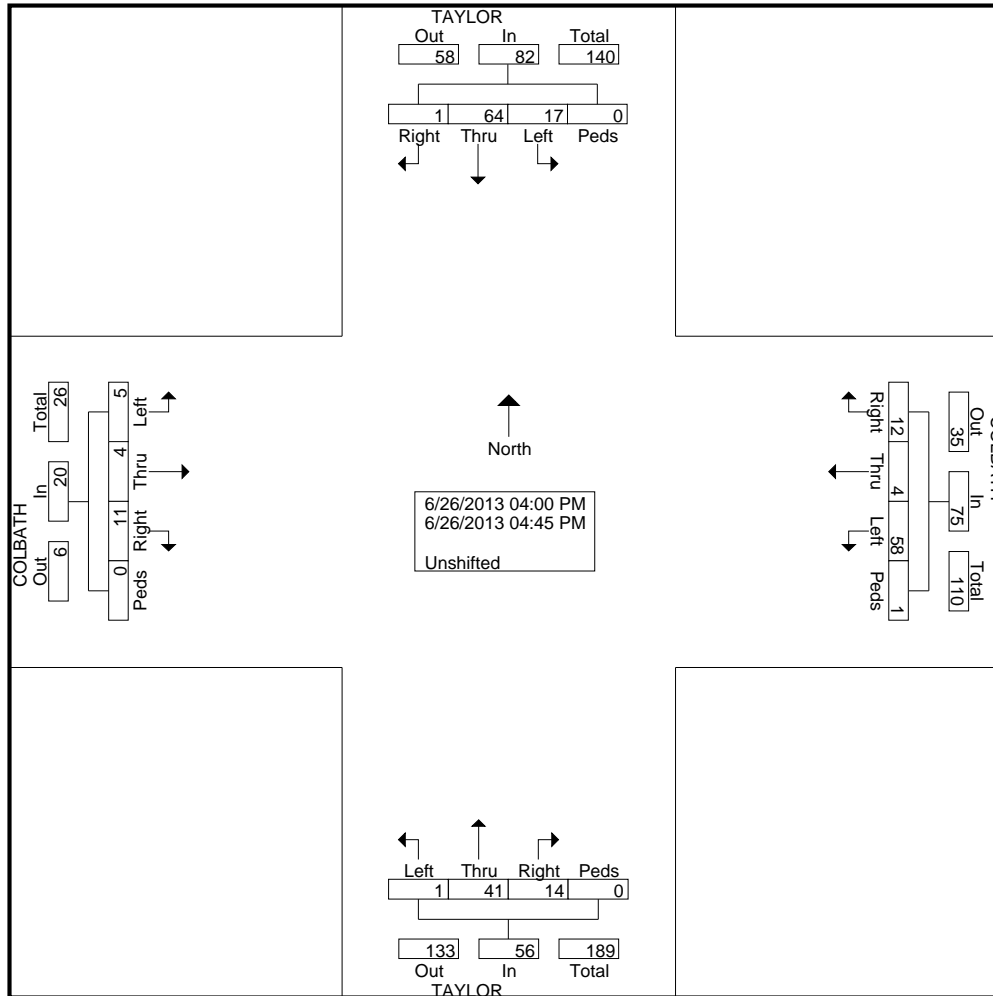 TAYLOR
Out In Total
58 82 140
1 64 17 0
Right Thru Left Peds
COLBATH
Out In Total
6 20 26
5 4 11 0
Left Thru Right Peds
North
6/26/2013 04:00 PM
6/26/2013 04:45 PM
Unshifted
Right Thru Left Peds
12 4 58 1
Out In Total
35 75 110
Left Thru Right Peds
1 41 14 0
133 56 189
Out In Total
TAYLOR